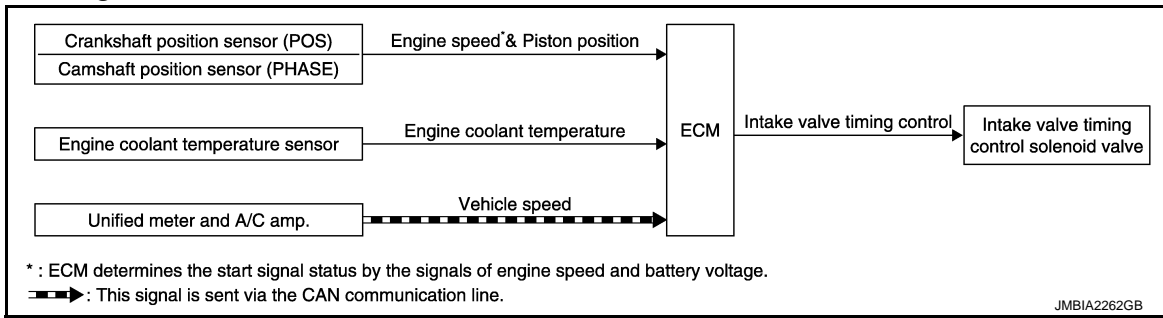 Crankshaft position sensor (POS)
Camshaft position sensor (PHASE)
Engine speed*& Piston position
Engine coolant temperature sensor
Engine coolant temperature
Unified meter and A/C amp.
Vehicle speed
ECM
Intake valve timing control
Intake valve timing
control solenoid valve
* : ECM determines the start signal status by the signals of engine speed and battery voltage.
: This signal is sent via the CAN communication line.
JMBIA2262GB